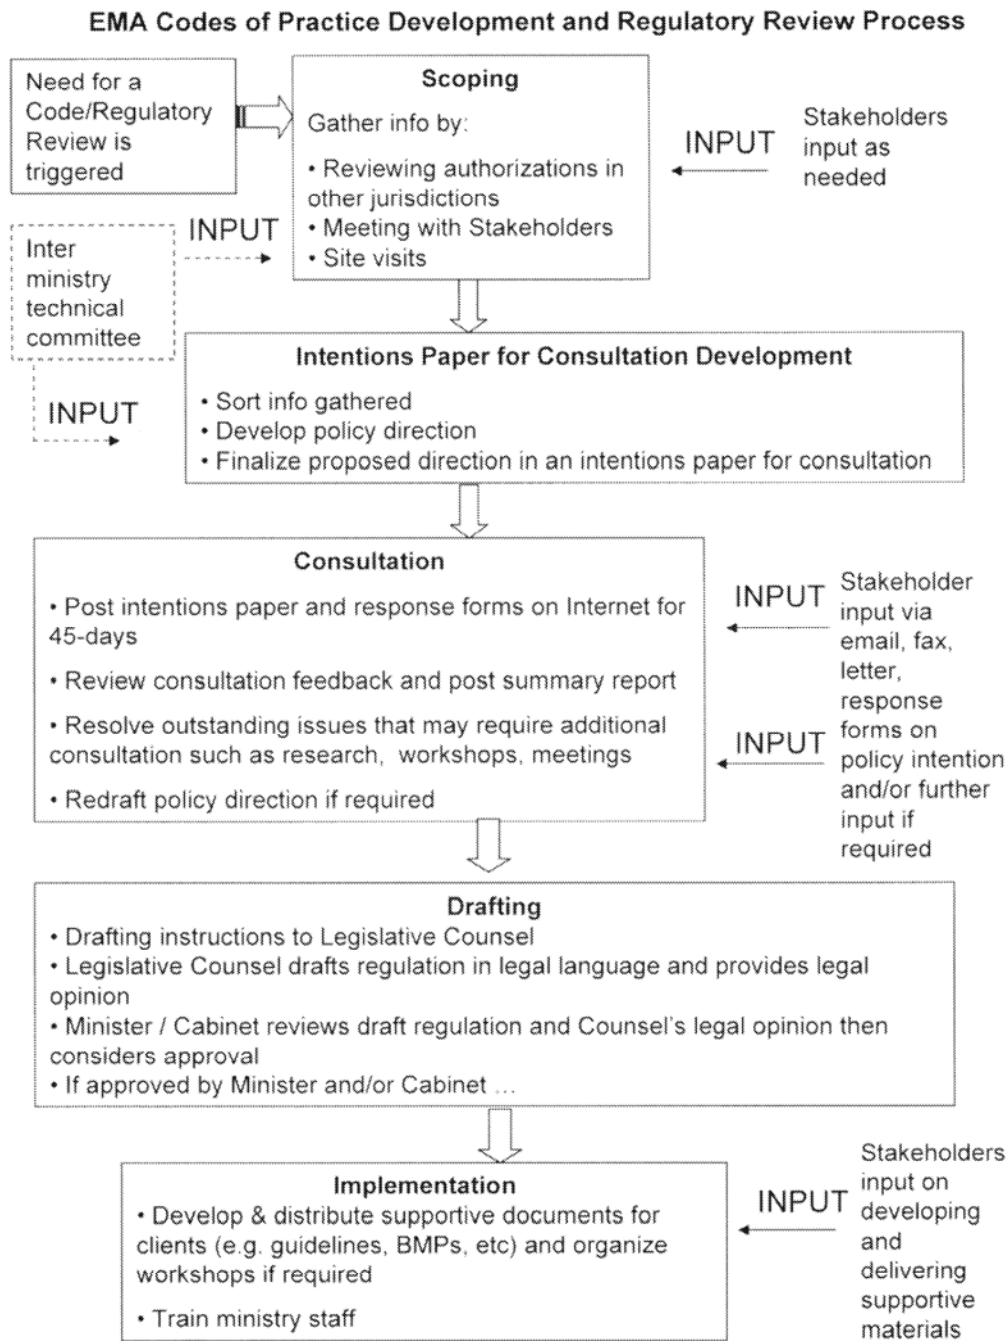 EMA Codes of Practice Development and Regulatory Review Process
Need for a
Code/Regulatory
Review is
triggered
Scoping
Gather info by:
• Reviewing authorizations in
other jurisdictions
• Meeting with Stakeholders
• Site visits
INPUT
Stakeholders
input as
needed
INPUT
Inter
ministry
technical
committee
INPUT
Intentions Paper for Consultation Development
• Sort info gathered
• Develop policy direction
• Finalize proposed direction in an intentions paper for consultation
Consultation
• Post intentions paper and response forms on Internet for
45-days
• Review consultation feedback and post summary report
• Resolve outstanding issues that may require additional
consultation such as research, workshops, meetings
• Redraft policy direction if required
INPUT
INPUT
Stakeholder
input via
email, fax,
letter,
response
forms on
policy intention
and/or further
input if
required
Drafting
• Drafting instructions to Legislative Counsel
• Legislative Counsel drafts regulation in legal language and provides legal
opinion
• Minister / Cabinet reviews draft regulation and Counsel's legal opinion then
considers approval
• If approved by Minister and/or Cabinet ...
Implementation
• Develop & distribute supportive documents for
clients (e.g. guidelines, BMPs, etc) and organize
workshops if required
• Train ministry staff
INPUT
Stakeholders
input on
developing
and
delivering
supportive
materials